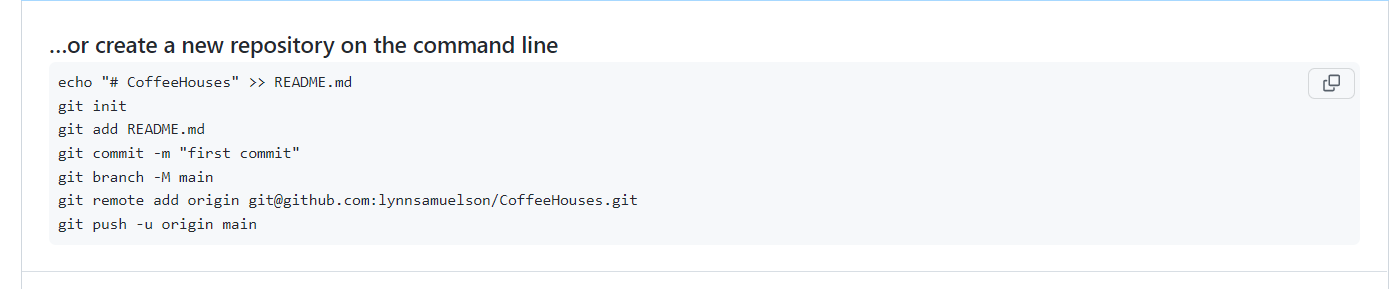 ...or create a new repository on the command line
echo "# CoffeeHouses" >> README.md
git init
git add README.md
git commit -m "first commit"
git branch -M main
git remote add origin git@github.com:lynnsamuelson/CoffeeHouses.git
git push -u origin main